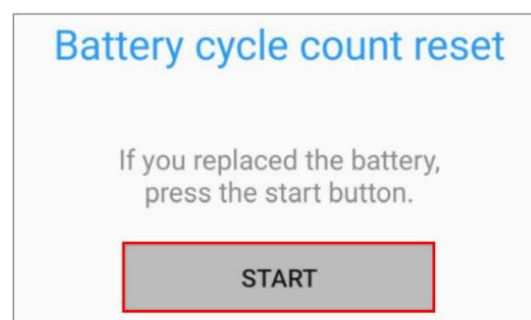 Battery cycle count reset
If you replaced the battery,
press the start button.
START